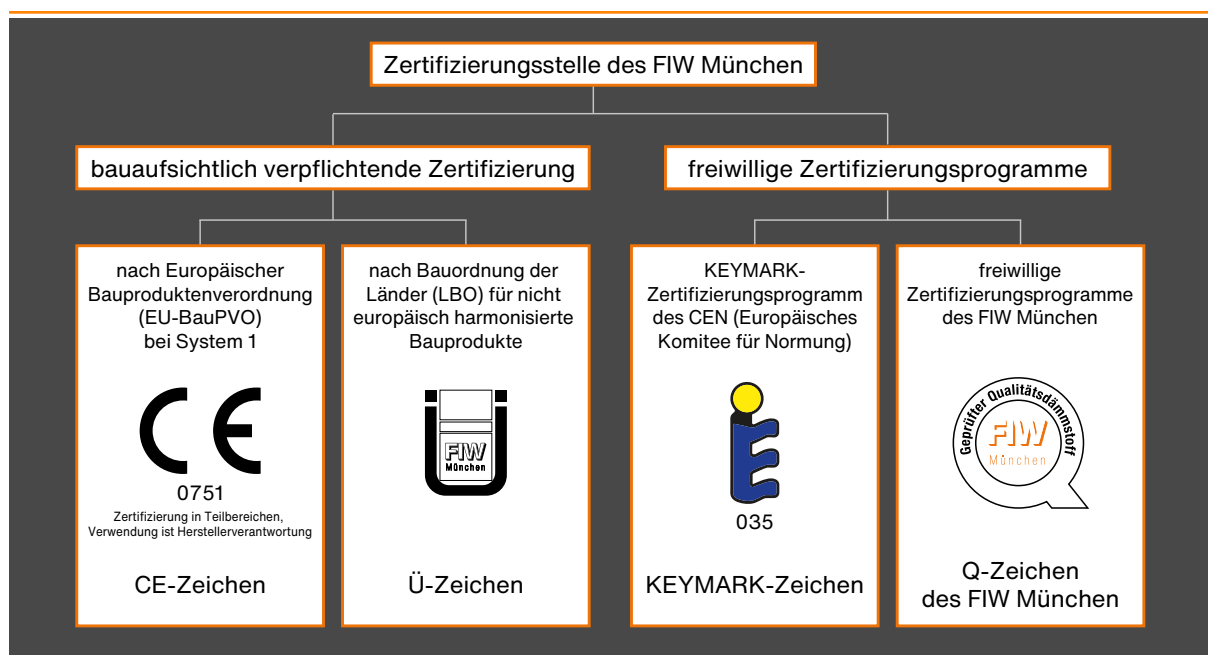 Zertifizierungsstelle des FIW München
bauaufsichtlich verpflichtende Zertifizierung
freiwillige Zertifizierungsprogramme
nach Europäischer
Bauproduktenverordnung
(EU-BauPVO)
bei System 1
CE
0751
Zertifizierung in Teilbereichen,
Verwendung ist Herstellerverantwortung
CE-Zeichen
nach Bauordnung der
Länder (LBO) für nicht
europäisch harmonisierte
Bauprodukte
FIW
München
Ü-Zeichen
KEYMARK-
Zertifizierungsprogramm
des CEN (Europäisches
Komitee für Normung)
035
KEYMARK-Zeichen
freiwillige
Zertifizierungsprogramme
des FIW München
Geprüfter Qualitätsdämmstoff
FIW
München
Q-Zeichen
des FIW München